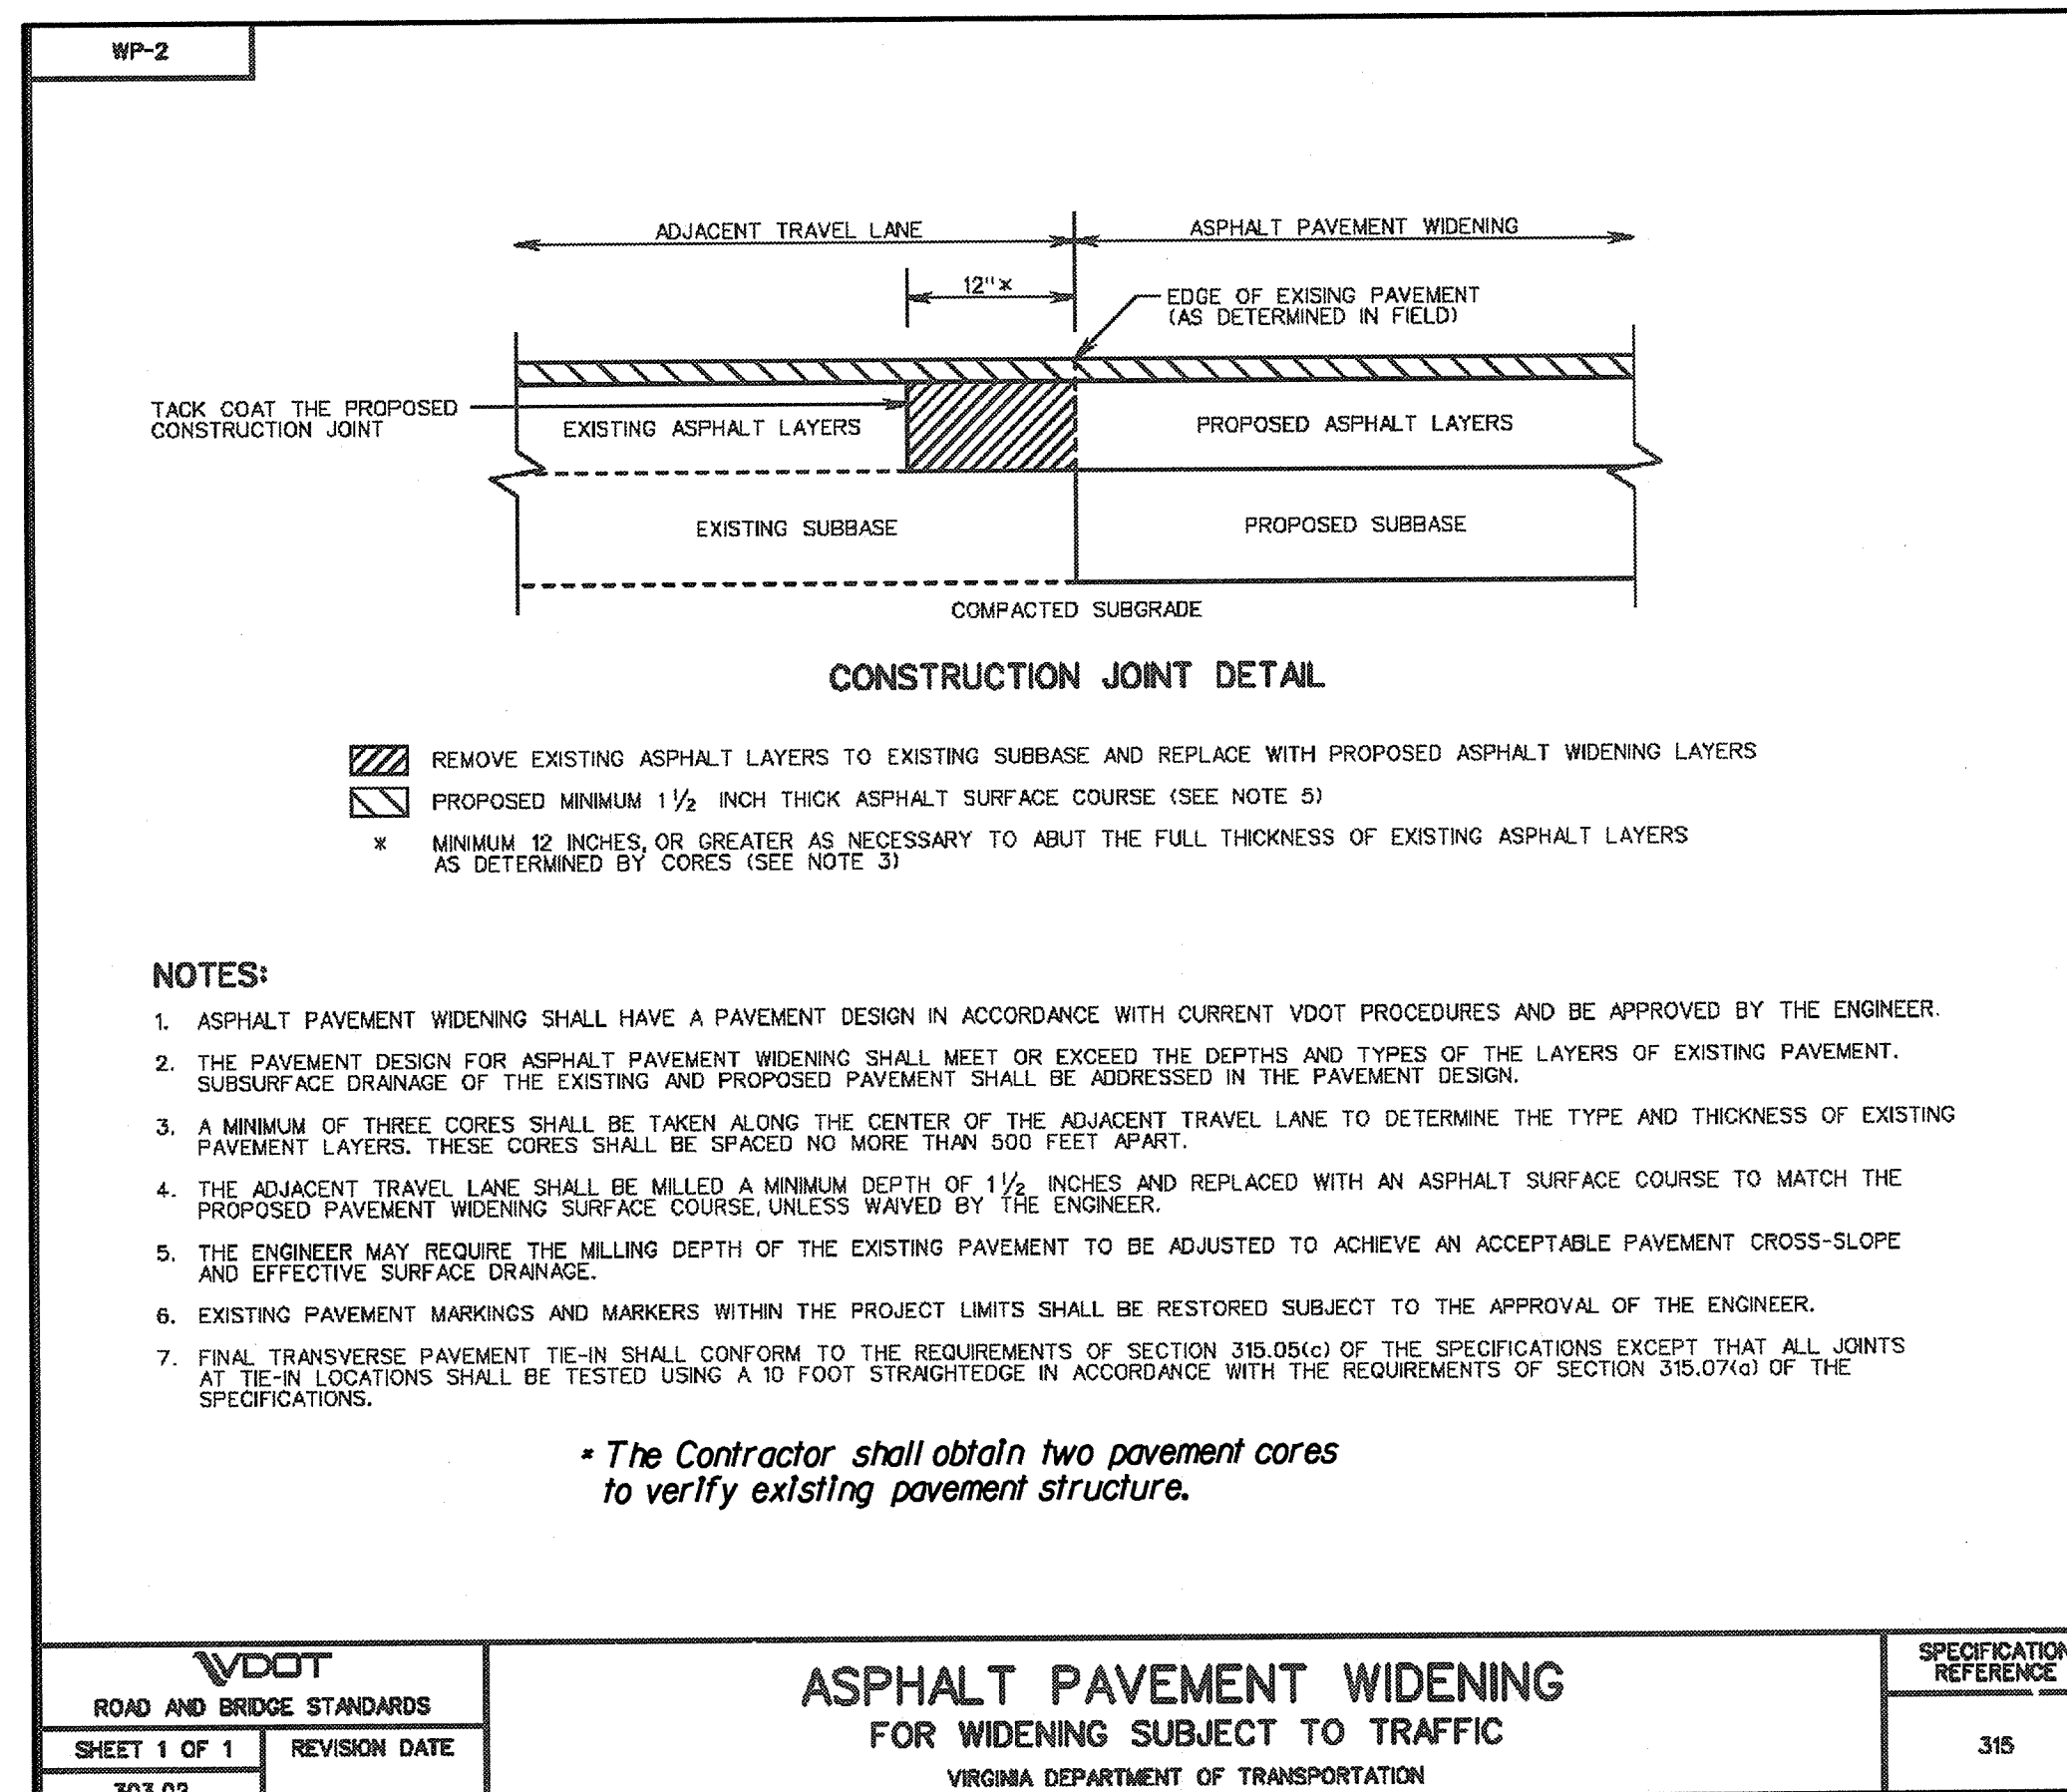 WP-2
ADJACENT TRAVEL LANE
ASPHALT PAVEMENT WIDENING
12"*
EDGE OF EXISING PAVEMENT
(AS DETERMINED IN FIELD)
TACK COAT THE PROPOSED
CONSTRUCTION JOINT
EXISTING ASPHALT LAYERS
PROPOSED ASPHALT LAYERS
EXISTING SUBBASE
PROPOSED SUBBASE
COMPACTED SUBGRADE
CONSTRUCTION JOINT DETAIL
REMOVE EXISTING ASPHALT LAYERS TO EXISTING SUBBASE AND REPLACE WITH PROPOSED ASPHALT WIDENING LAYERS
PROPOSED MINIMUM 1 1/2 INCH THICK ASPHALT SURFACE COURSE (SEE NOTE 5)
* MINIMUM 12 INCHES, OR GREATER AS NECESSARY TO ABUT THE FULL THICKNESS OF EXISTING ASPHALT LAYERS
AS DETERMINED BY CORES (SEE NOTE 3)
NOTES:
1. ASPHALT PAVEMENT WIDENING SHALL HAVE A PAVEMENT DESIGN IN ACCORDANCE WITH CURRENT VDOT PROCEDURES AND BE APPROVED BY THE ENGINEER.
2. THE PAVEMENT DESIGN FOR ASPHALT PAVEMENT WIDENING SHALL MEET OR EXCEED THE DEPTHS AND TYPES OF THE LAYERS OF EXISTING PAVEMENT.
SUBSURFACE DRAINAGE OF THE EXISTING AND PROPOSED PAVEMENT SHALL BE ADDRESSED IN THE PAVEMENT DESIGN.
3. A MINIMUM OF THREE CORES SHALL BE TAKEN ALONG THE CENTER OF THE ADJACENT TRAVEL LANE TO DETERMINE THE TYPE AND THICKNESS OF EXISTING
PAVEMENT LAYERS. THESE CORES SHALL BE SPACED NO MORE THAN 500 FEET APART.
4. THE ADJACENT TRAVEL LANE SHALL BE MILLED A MINIMUM DEPTH OF 1 1/2 INCHES AND REPLACED WITH AN ASPHALT SURFACE COURSE TO MATCH THE
PROPOSED PAVEMENT WIDENING SURFACE COURSE, UNLESS WAIVED BY THE ENGINEER.
5. THE ENGINEER MAY REQUIRE THE MILLING DEPTH OF THE EXISTING PAVEMENT TO BE ADJUSTED TO ACHIEVE AN ACCEPTABLE PAVEMENT CROSS-SLOPE
AND EFFECTIVE SURFACE DRAINAGE.
6. EXISTING PAVEMENT MARKINGS AND MARKERS WITHIN THE PROJECT LIMITS SHALL BE RESTORED SUBJECT TO THE APPROVAL OF THE ENGINEER.
7. FINAL TRANSVERSE PAVEMENT TIE-IN SHALL CONFORM TO THE REQUIREMENTS OF SECTION 315.05(c) OF THE SPECIFICATIONS EXCEPT THAT ALL JOINTS
AT TIE-IN LOCATIONS SHALL BE TESTED USING A 10 FOOT STRAIGHTEDGE IN ACCORDANCE WITH THE REQUIREMENTS OF SECTION 315.07(a) OF THE
SPECIFICATIONS.
* The Contractor shall obtain two pavement cores
to verify existing pavement structure.
VDOT
ROAD AND BRIDGE STANDARDS
SHEET 1 OF 1
REVISION DATE
303.02
ASPHALT PAVEMENT WIDENING
FOR WIDENING SUBJECT TO TRAFFIC
VIRGINIA DEPARTMENT OF TRANSPORTATION
SPECIFICATION
REFERENCE
315